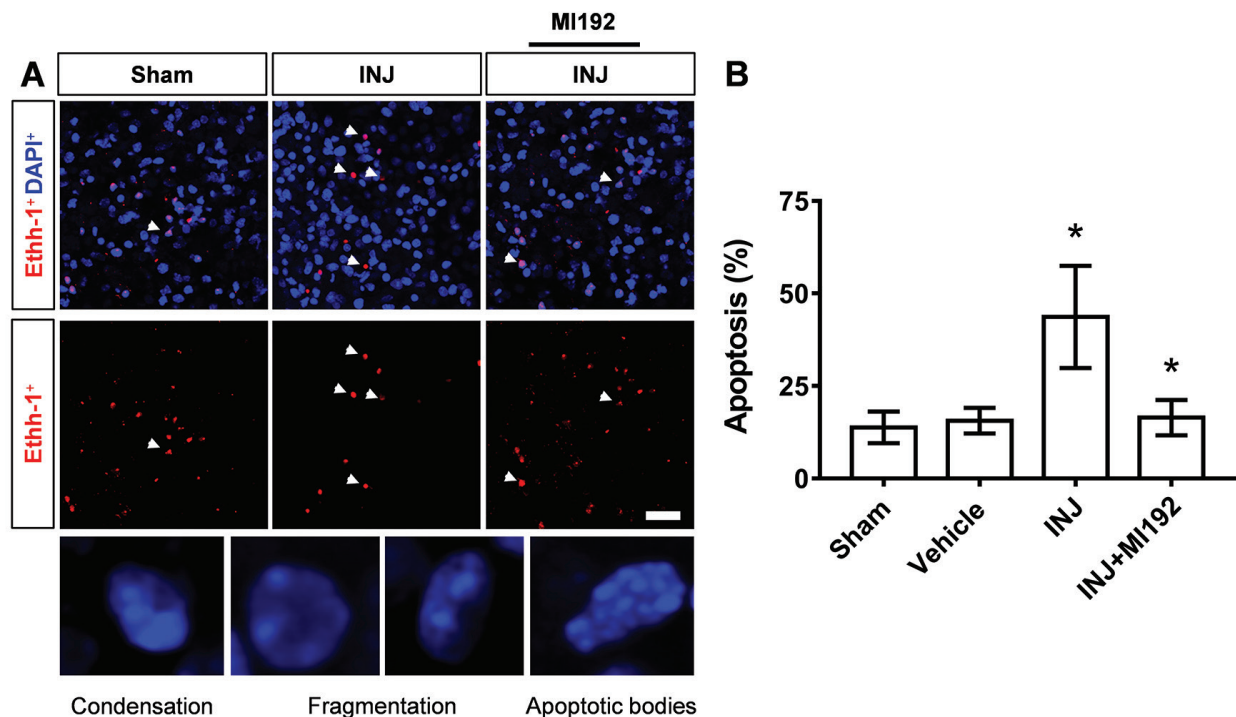 MI192
A
Sham
INJ
INJ
Ethh-1⁺ DAPI⁺
Ethh-1⁺
Condensation
Fragmentation
Apoptotic bodies
B
Apoptosis (%)
75
50
25
0
*
*
Sham
Vehicle
INJ
INJ+MI192